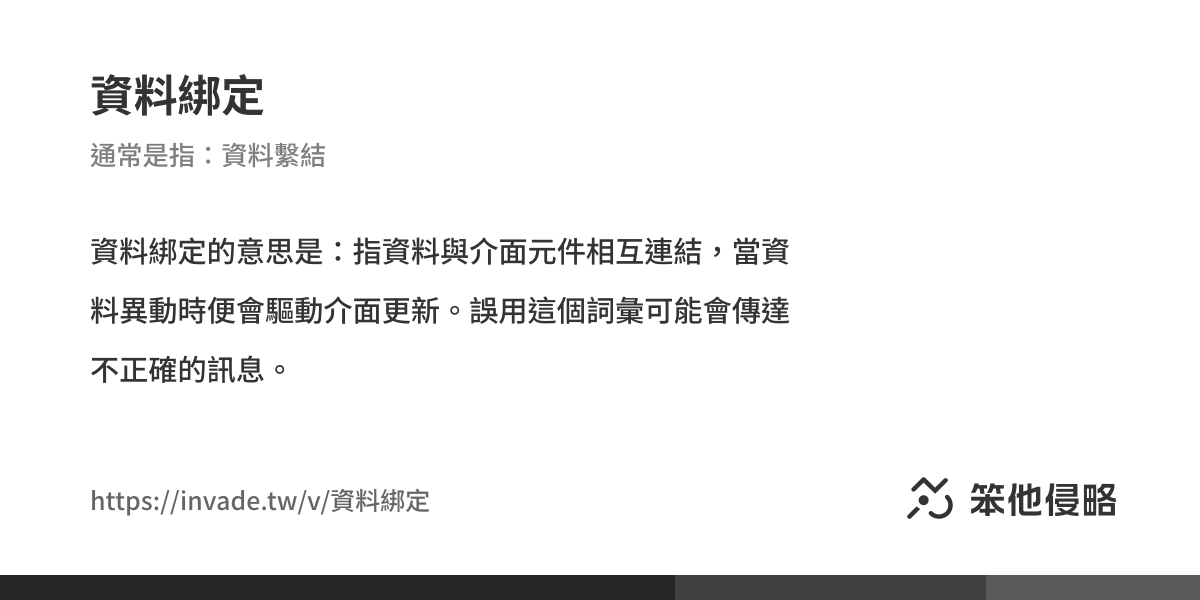 資料綁定
通常是指：資料繫結
資料綁定的意思是：指資料與介面元件相互連結，當資
料異動時便會驅動介面更新。誤用這個詞彙可能會傳達
不正確的訊息。
https://invade.tw/v/資料綁定
笨他侵略